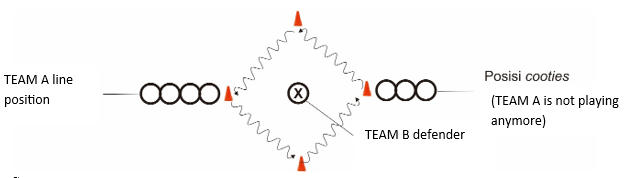 TEAM A line
position
X
Posisi cooties
(TEAM A is not playing
anymore)
TEAM B defender